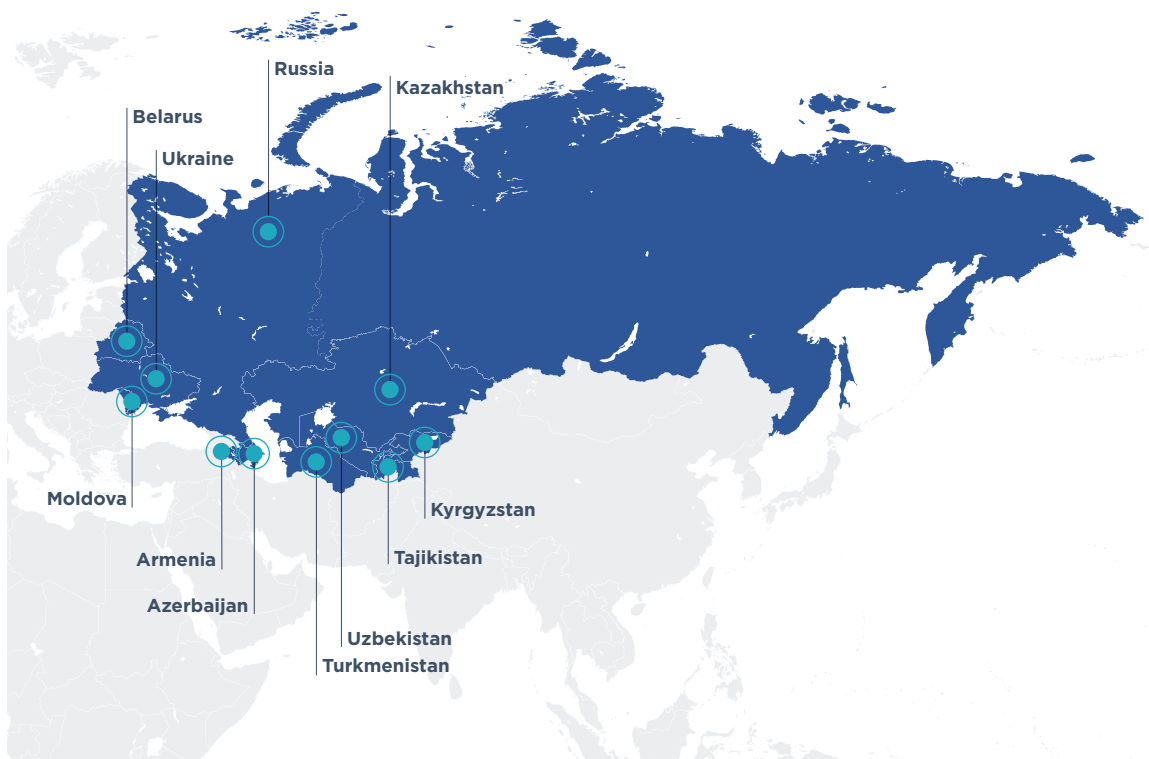 Russia
Kazakhstan
Belarus
Ukraine
Moldova
Kyrgyzstan
Armenia
Tajikistan
Azerbaijan
Uzbekistan
Turkmenistan